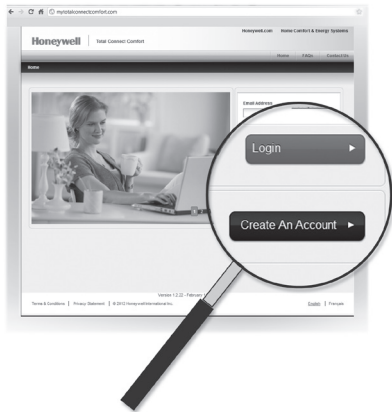 mytotalconnectcomfort.com
Honeywell.com Home Comfort & Energy Systems
Honeywell Total Connect Comfort
Home FAQs Contact Us
Home
Email Address
Login
Create An Account
Version 1.2.22 - February
Terms & Conditions | Privacy Statement | © 2012 Honeywell International Inc.
English | Français